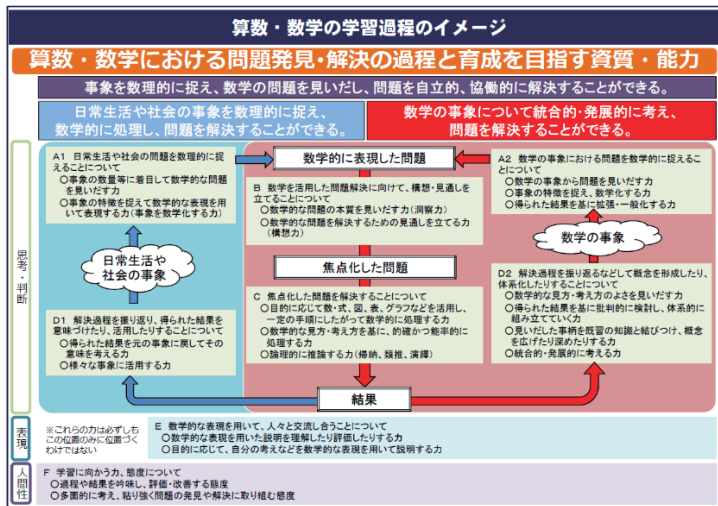 算数・数学の学習過程のイメージ
算数・数学における問題発見・解決の過程と育成を目指す資質・能力
事象を数理的に捉え、数学の問題を見いだし、問題を自立的、協働的に解決することができる。
日常生活や社会の事象を数理的に捉え、
数学的に処理し、問題を解決することができる。
数学の事象について統合的・発展的に考え、
問題を解決することができる。
思考・判断
A1 日常生活や社会の問題を数理的に捉
えることについて
○事象の数量等に着目して数学的な問題
を見いだす力
○事象の特徴を捉えて数学的な表現を用
いて表現する力(事象を数学化する力)
日常生活や
社会の事象
D1 解決過程を振り返り、得られた結果を
意味づけたり、活用したりすることについて
○得られた結果を元の事象に戻してその
意味を考える力
○様々な事象に活用する力
数学的に表現した問題
B 数学を活用した問題解決に向けて、構想・見通し
を立てることについて
○数学的な問題の本質を見いだす力(洞察力)
○数学的な問題を解決するための見通しを立てる力
(構想力)
焦点化した問題
C 焦点化した問題を解決することについて
○目的に応じて数・式、図、表、グラフなどを活用し、
一定の手順にしたがって数学的に処理する力
○数学的な見方・考え方を基に、的確かつ能率的に
処理する力
○論理的に推論する力(帰納、類推、演繹)
結果
A2 数学の事象における問題を数学的に捉えるこ
とについて
○数学の事象から問題を見いだす力
○事象の特徴を捉え、数学化する力
○得られた結果を基に拡張・一般化する力
数学の事象
D2 解決過程を振り返るなどして概念を形成したり、
体系化したりすることについて
○数学的な見方・考え方のよさを見いだす力
○得られた結果を基に批判的に検討し、体系的に
組み立てていく力
○見いだした事柄を既習の知識と結びつけ、概念
を広げたり深めたりする力
○統合的・発展的に考える力
表現
※これらの力は必ずしも
この位置のみに位置づく
わけではない
E 数学的な表現を用いて、人々と交流し合うことについて
○数学的な表現を用いた説明を理解したり評価したりする力
○目的に応じて、自分の考えなどを数学的な表現を用いて説明する力
人間性
F 学習に向かう力、態度について
○過程や結果を吟味し、評価・改善する態度
○多面的に考え、粘り強く問題の発見や解決に取り組む態度